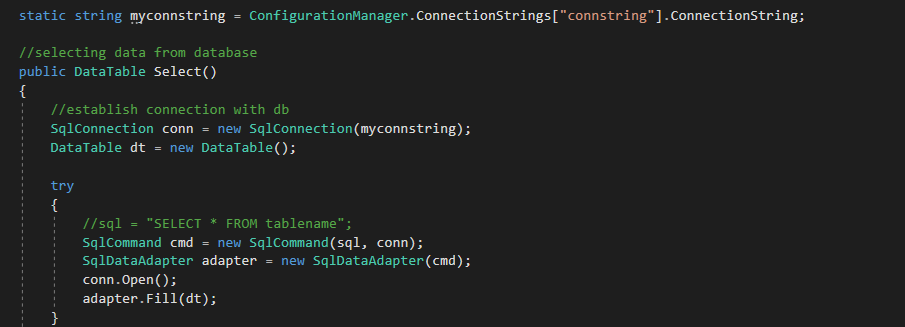 static string myconnstring = ConfigurationManager.ConnectionStrings["connstring"].ConnectionString;
//selecting data from database
public DataTable Select()
{
//establish connection with db
SqlConnection conn = new SqlConnection(myconnstring);
DataTable dt = new DataTable();
try
{
//sql = "SELECT * FROM tablename";
SqlCommand cmd = new SqlCommand(sql, conn);
SqlDataAdapter adapter = new SqlDataAdapter(cmd);
conn.Open();
adapter.Fill(dt);
}